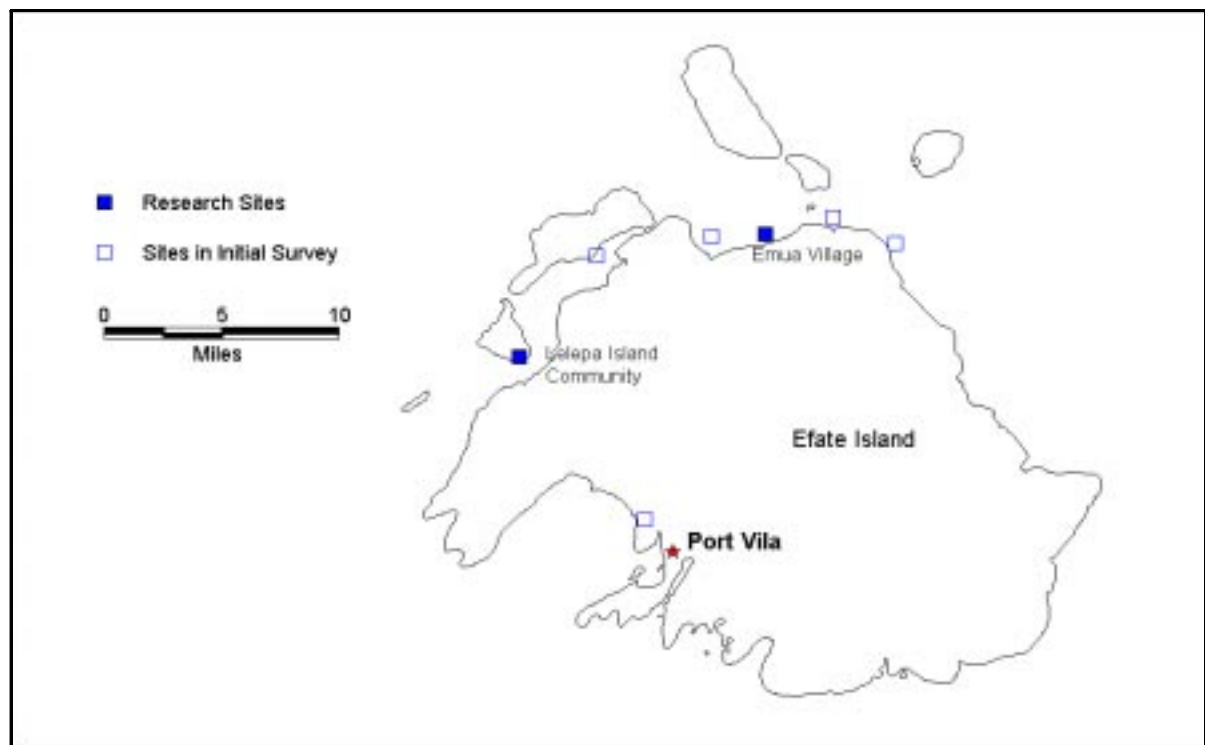 Research Sites
Sites in Initial Survey
0 5 10
Miles
Emua Village
Lelepa Island
Community
Efate Island
Port Vila